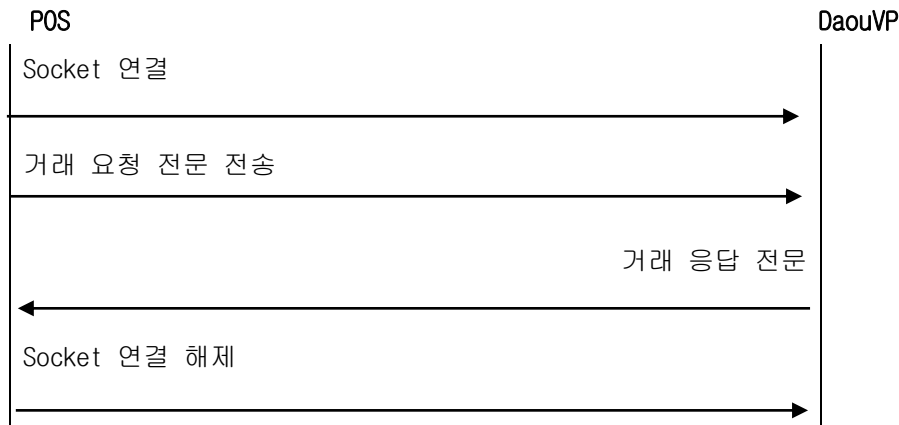 POS
DaouVP
Socket 연결
거래 요청 전문 전송
거래 응답 전문
Socket 연결 해제